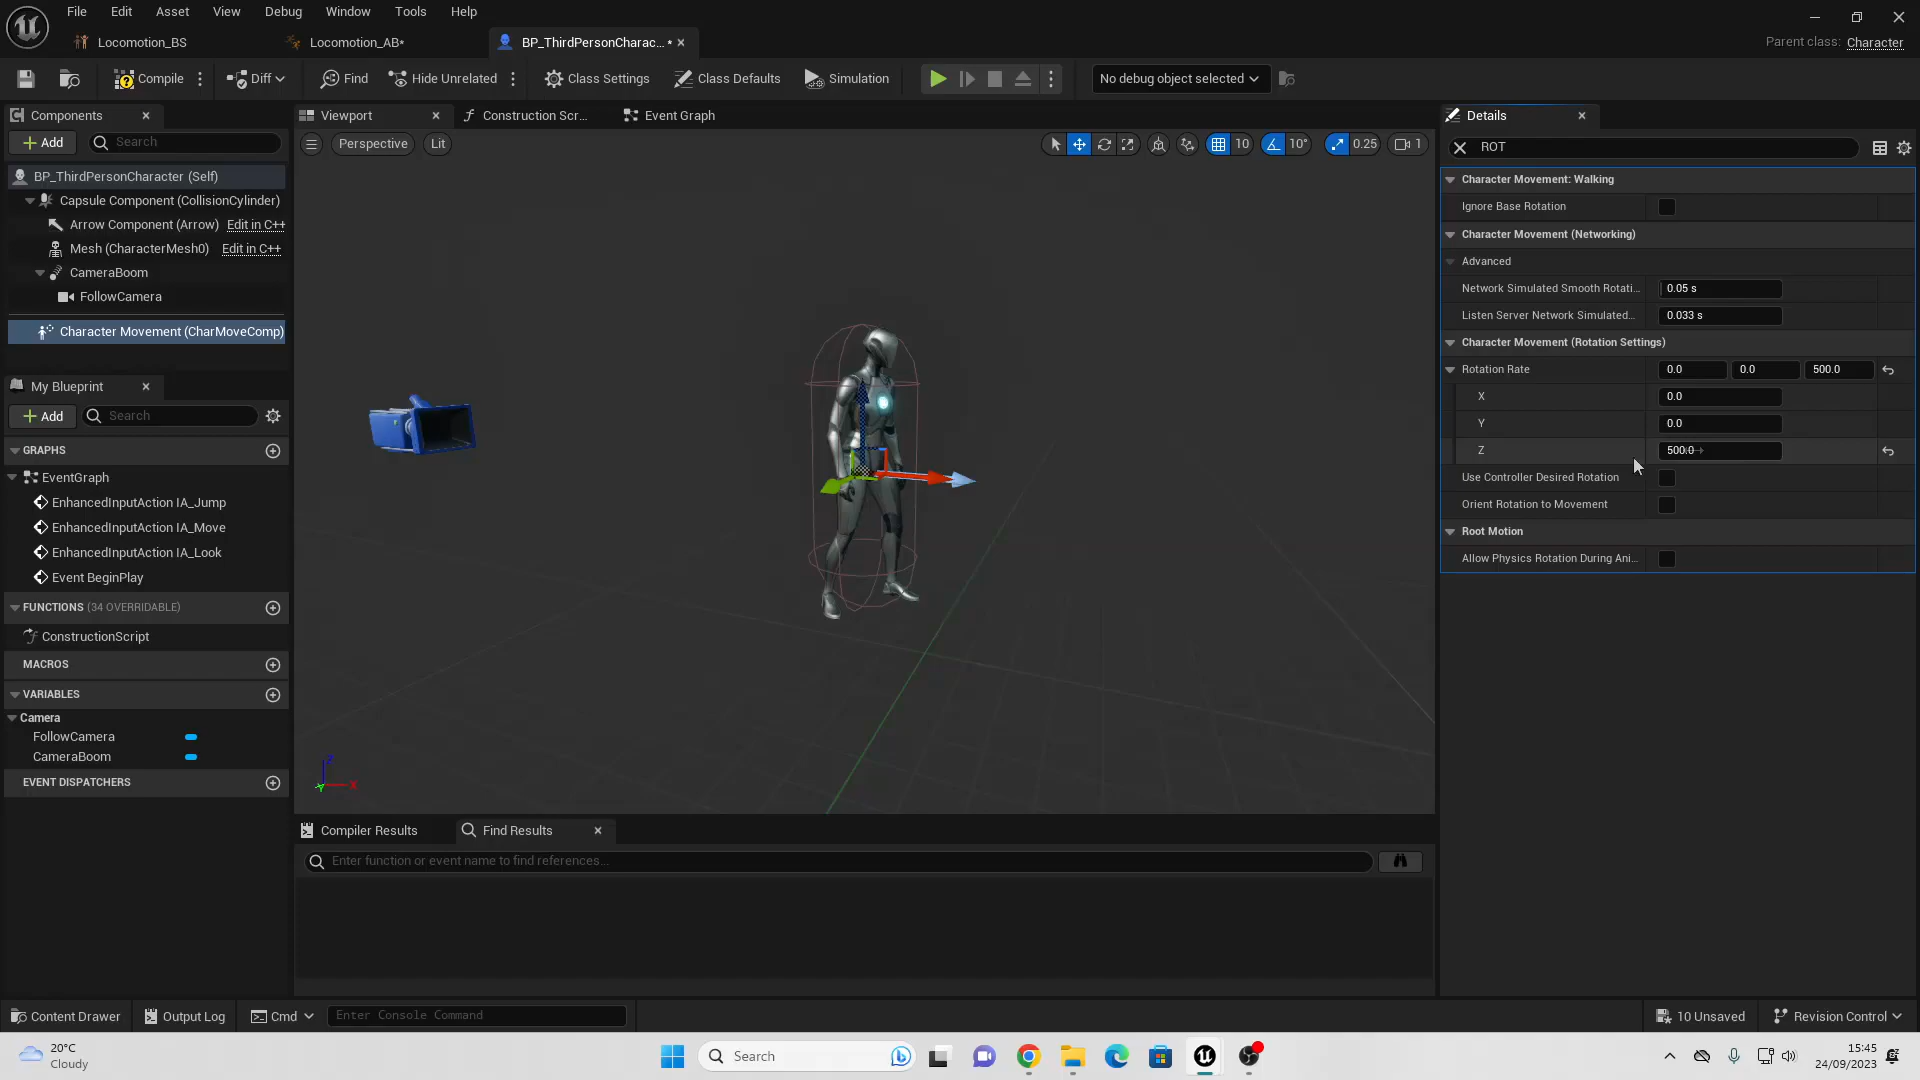 File Edit Asset View Debug Window Tools Help
Locomotion_BS
Locomotion_AB*
BP_ThirdPersonCharac... *
Parent class: Character
Compile
Diff
Find
Hide Unrelated
Class Settings
Class Defaults
Simulation
No debug object selected
Components
Add
Search
BP_ThirdPersonCharacter (Self)
Capsule Component (CollisionCylinder)
Arrow Component (Arrow) Edit in C++
Mesh (CharacterMesh0) Edit in C++
CameraBoom
FollowCamera
Character Movement (CharMoveComp)
My Blueprint
Add
Search
GRAPHS
EventGraph
EnhancedInputAction IA_Jump
EnhancedInputAction IA_Move
EnhancedInputAction IA_Look
Event BeginPlay
FUNCTIONS (34 OVERRIDABLE)
ConstructionScript
MACROS
VARIABLES
Camera
FollowCamera
CameraBoom
EVENT DISPATCHERS
Viewport
Construction Scr...
Event Graph
Perspective
Lit
10
10°
0.25
1
Z
X
Y
Compiler Results
Find Results
Enter function or event name to find references...
Details
ROT
Character Movement: Walking
Ignore Base Rotation
Character Movement (Networking)
Advanced
Network Simulated Smooth Rotati... 0.05 s
Listen Server Network Simulated... 0.033 s
Character Movement (Rotation Settings)
Rotation Rate 0.0 0.0 500.0
X 0.0
Y 0.0
Z 500.0
Use Controller Desired Rotation
Orient Rotation to Movement
Root Motion
Allow Physics Rotation During Ani...
Content Drawer
Output Log
Cmd
Enter Console Command
10 Unsaved
Revision Control
20°C
Cloudy
Search
15:45
24/09/2023